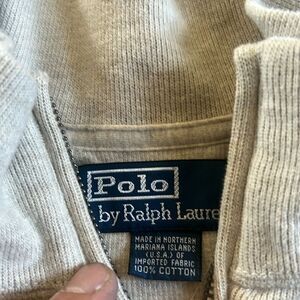 Polo
by Ralph Laure
MADE IN NORTHERN
MARIANA ISLANDS
(U.S.A.) OF
IMPORTED FABRIC
100% COTTON